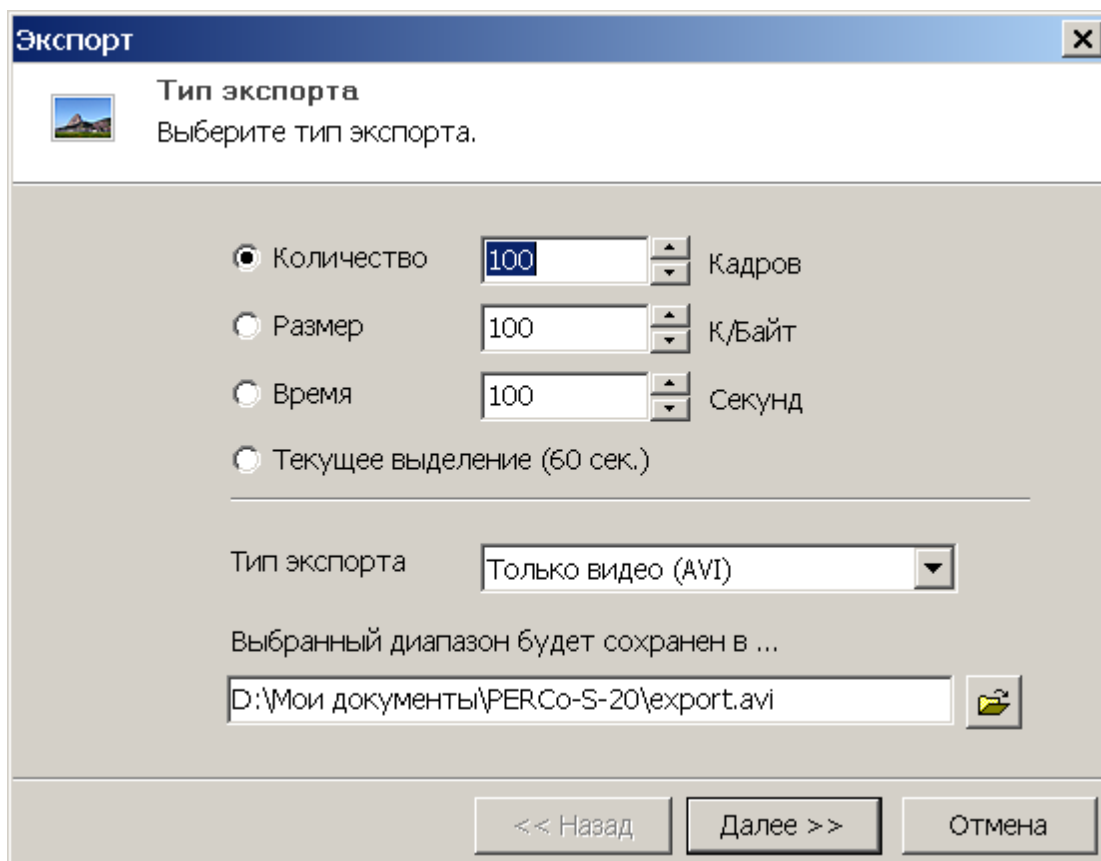 Экспорт
Тип экспорта
Выберите тип экспорта.
Количество 100 Кадров
Размер 100 К/Байт
Время 100 Секунд
Текущее выделение (60 сек.)
Тип экспорта Только видео (AVI)
Выбранный диапазон будет сохранен в ...
D:\Мои документы\PERCo-S-20\export.avi
<< Назад Далее >> Отмена